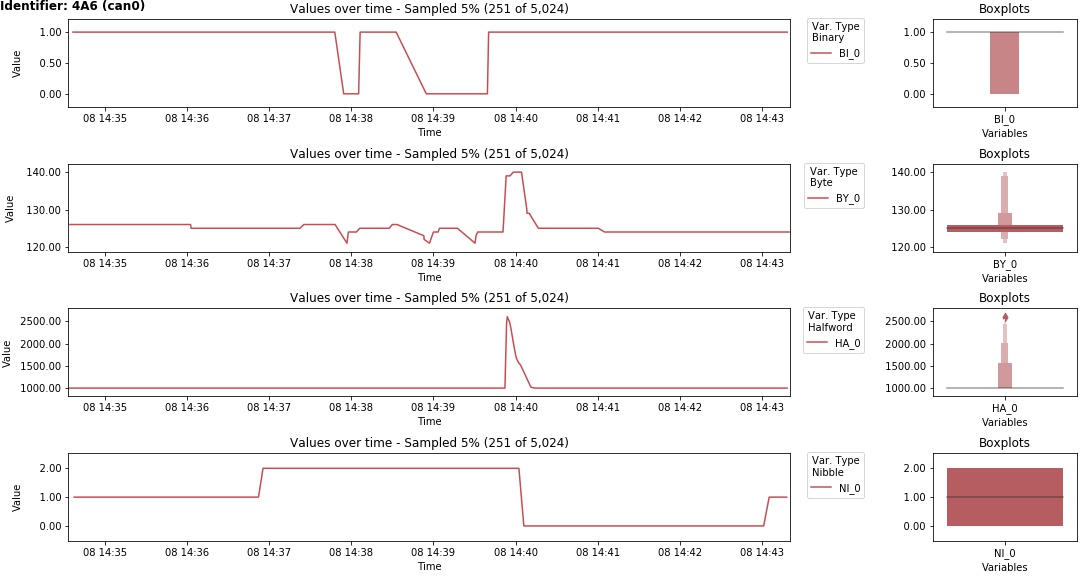 Identifier: 4A6 (can0)
Values over time - Sampled 5% (251 of 5,024)
Boxplots
Value
1.00
0.50
0.00
08 14:35 08 14:36 08 14:37 08 14:38 08 14:39 08 14:40 08 14:41 08 14:42 08 14:43
Time
Var. Type
Binary
BI_0
1.00
0.50
0.00
BI_0
Variables
Values over time - Sampled 5% (251 of 5,024)
Boxplots
Value
140.00
130.00
120.00
08 14:35 08 14:36 08 14:37 08 14:38 08 14:39 08 14:40 08 14:41 08 14:42 08 14:43
Time
Var. Type
Byte
BY_0
140.00
130.00
120.00
BY_0
Variables
Values over time - Sampled 5% (251 of 5,024)
Boxplots
Value
2500.00
2000.00
1500.00
1000.00
08 14:35 08 14:36 08 14:37 08 14:38 08 14:39 08 14:40 08 14:41 08 14:42 08 14:43
Time
Var. Type
Halfword
HA_0
2500.00
2000.00
1500.00
1000.00
HA_0
Variables
Values over time - Sampled 5% (251 of 5,024)
Boxplots
Value
2.00
1.00
0.00
08 14:35 08 14:36 08 14:37 08 14:38 08 14:39 08 14:40 08 14:41 08 14:42 08 14:43
Time
Var. Type
Nibble
NI_0
2.00
1.00
0.00
NI_0
Variables